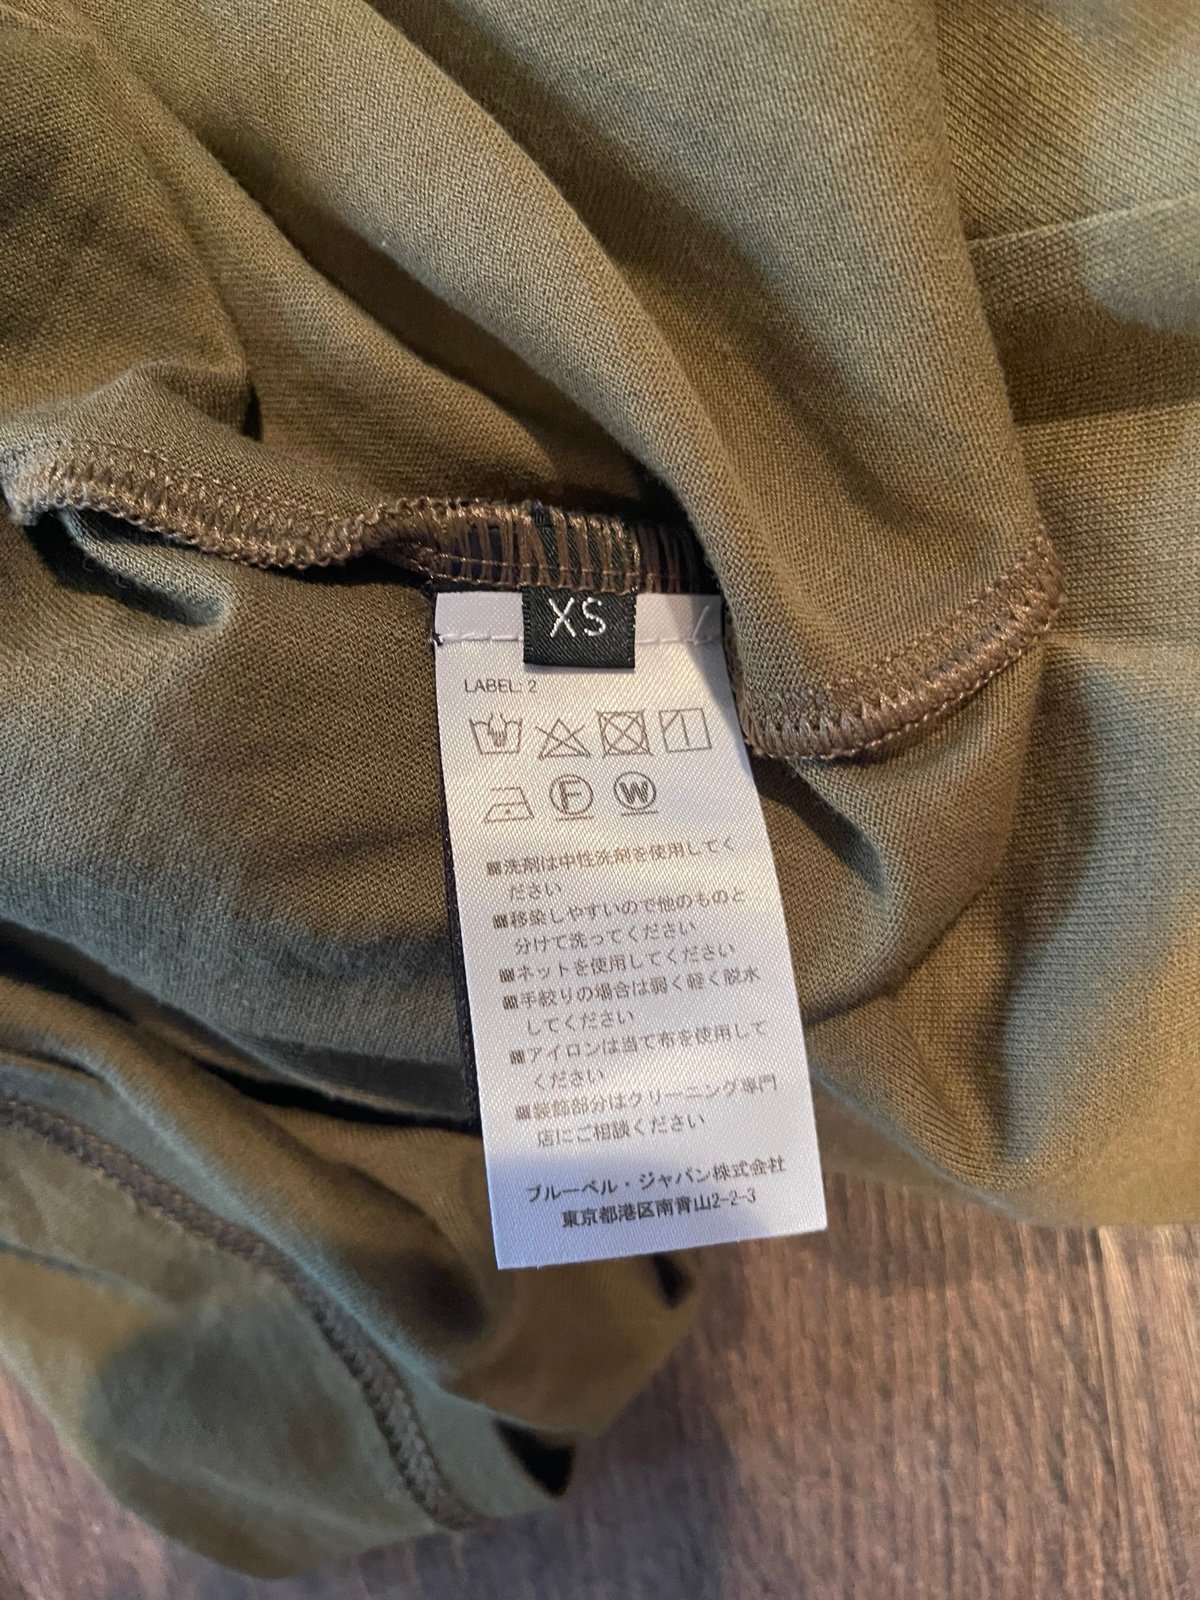 XS
LABEL: 2
F W
■洗剤は中性洗剤を使用してく
ださい
■移染しやすいので他のものと
分けて洗ってください
■ネットを使用してください
■手絞りの場合は弱く軽く脱水
してください
■アイロンは当て布を使用して
ください
■装飾部分はクリーニング専門
店にご相談ください
ブルーベル・ジャパン株式会社
東京都港区南青山2-2-3